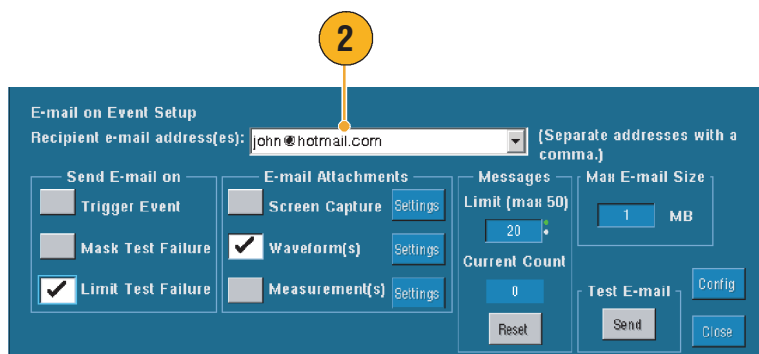 2
E-mail on Event Setup
Recipient e-mail address(es): john@hotmail.com (Separate addresses with a
comma.)
Send E-mail on
Trigger Event
Mask Test Failure
Limit Test Failure
E-mail Attachments
Screen Capture Settings
Waveform(s) Settings
Measurement(s) Settings
Messages
Limit (max 50)
20
Current Count
0
Reset
Max E-mail Size
1 MB
Test E-mail
Send
Config
Close